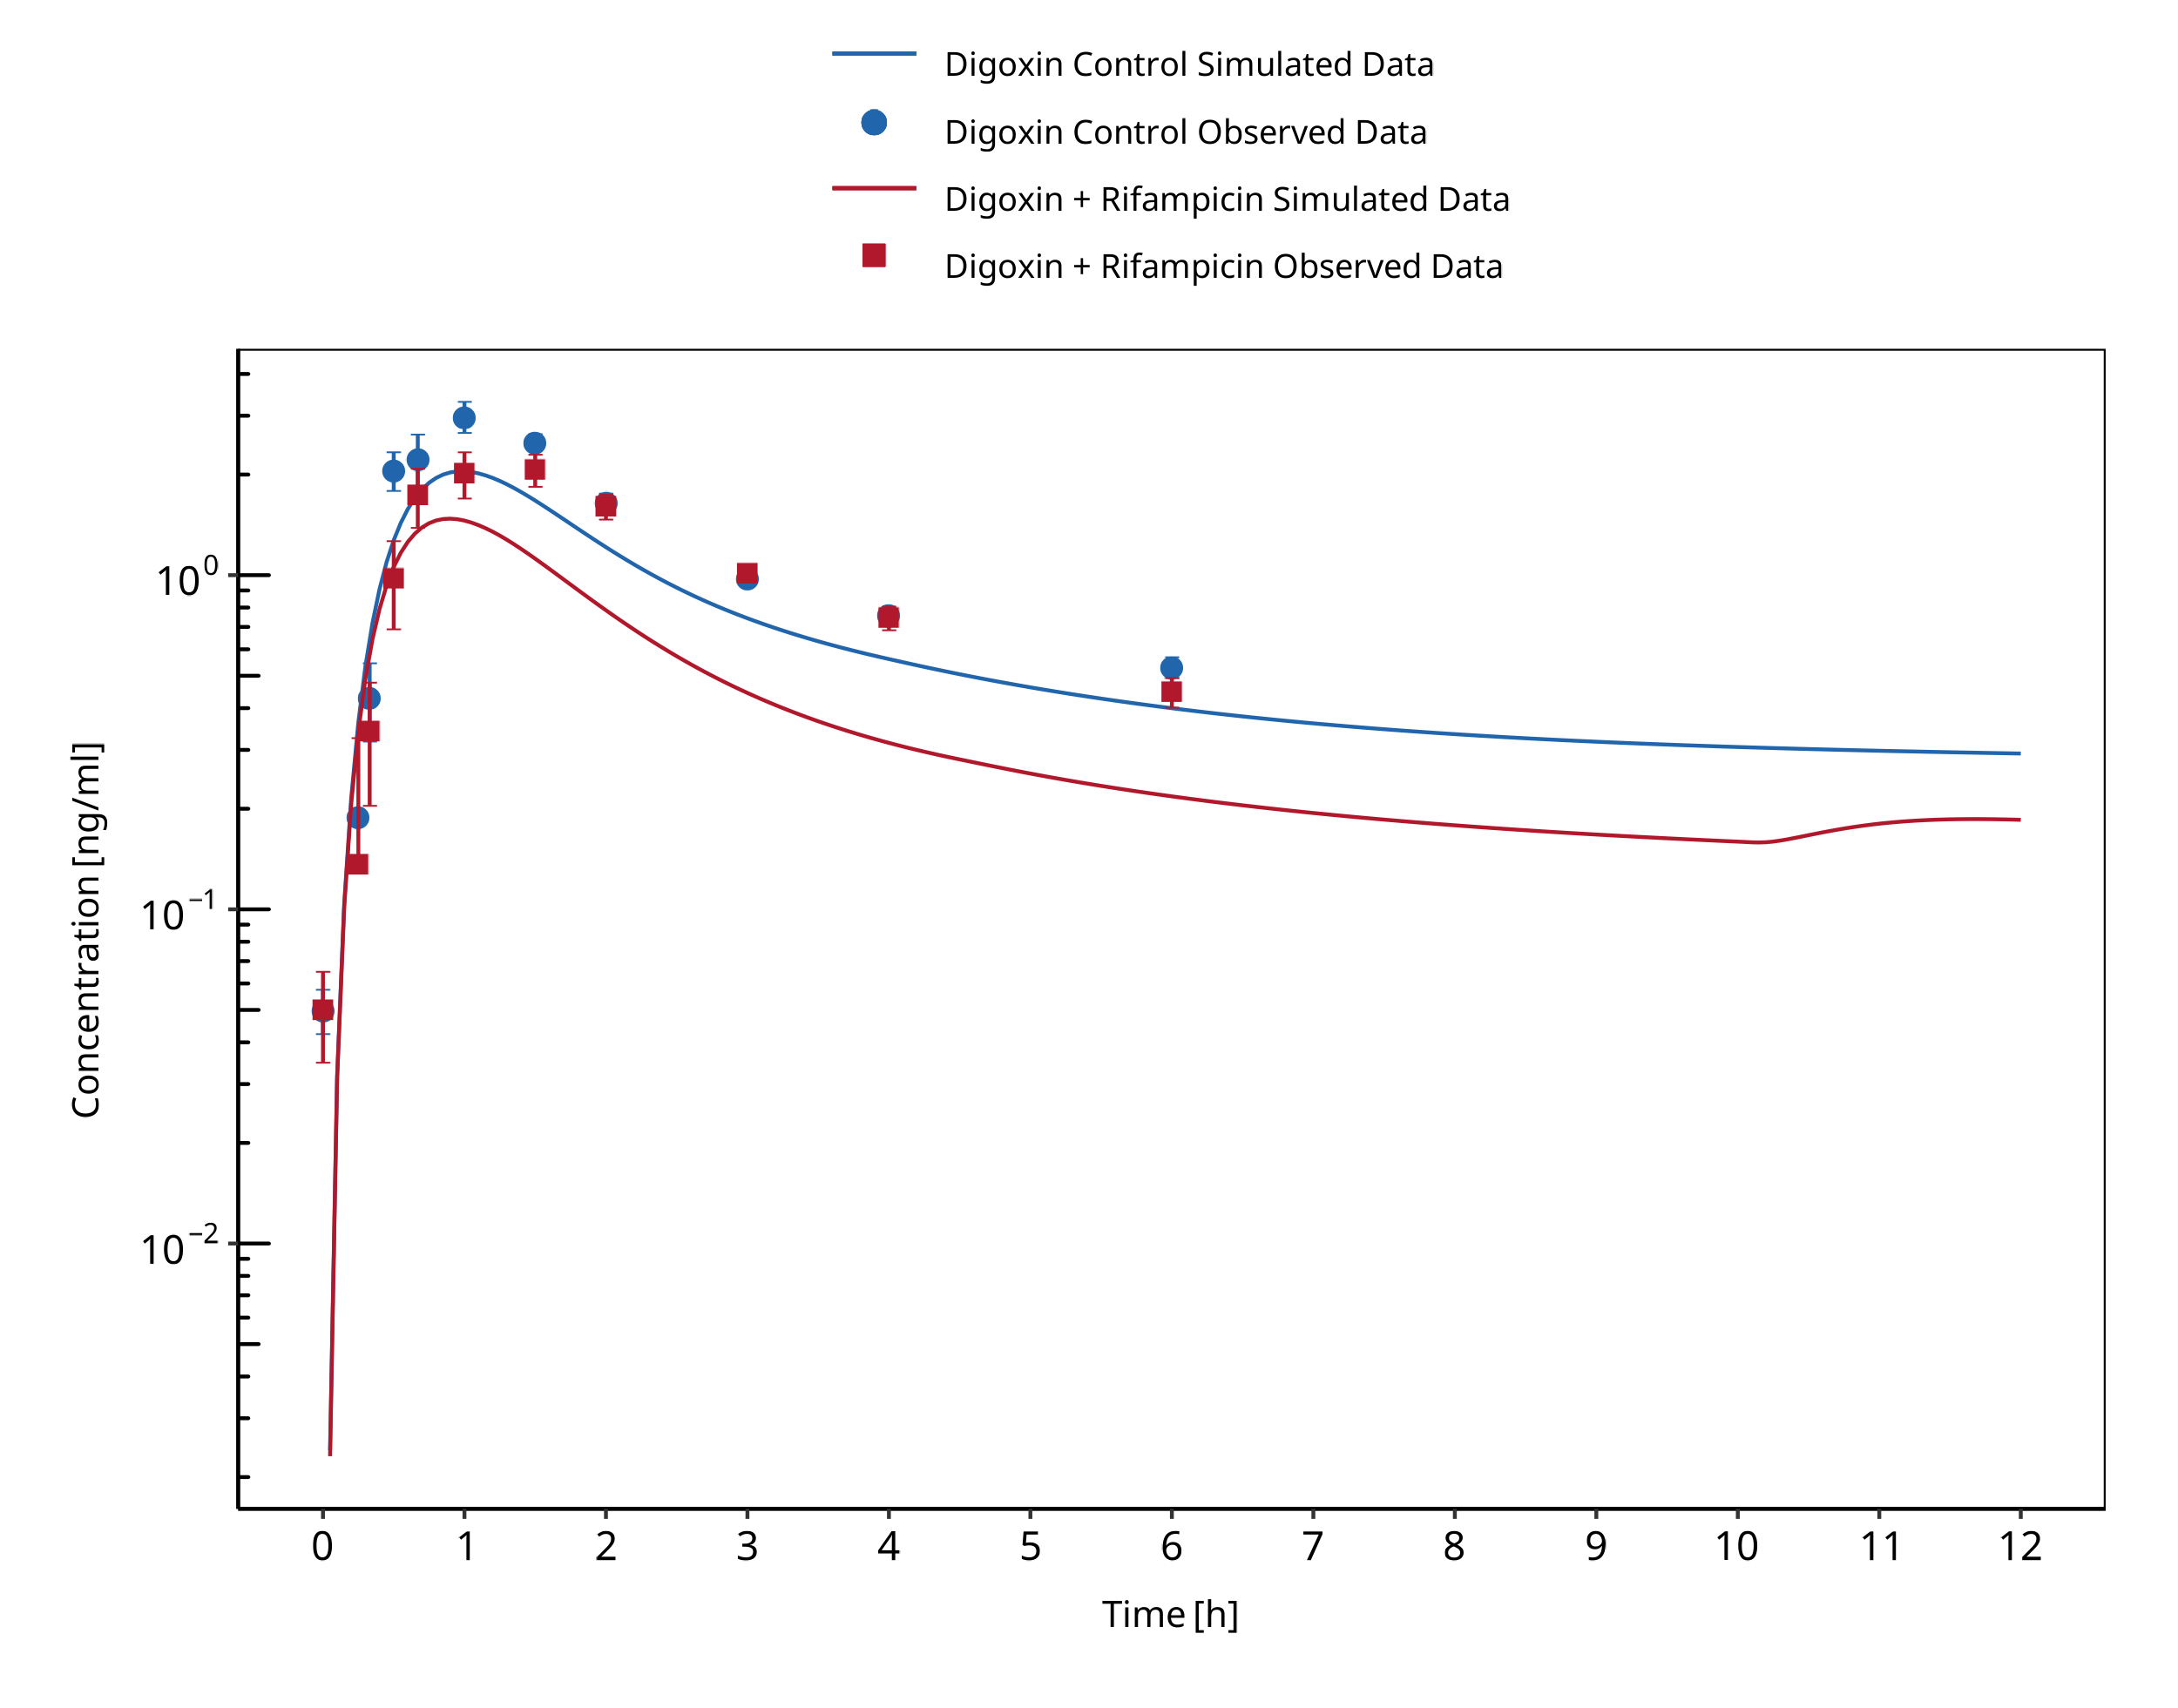 Digoxin Control Simulated Data
Digoxin Control Observed Data
Digoxin + Rifampicin Simulated Data
Digoxin + Rifampicin Observed Data
10⁰
10⁻¹
10⁻²
Concentration [ng/ml]
0 1 2 3 4 5 6 7 8 9 10 11 12
Time [h]